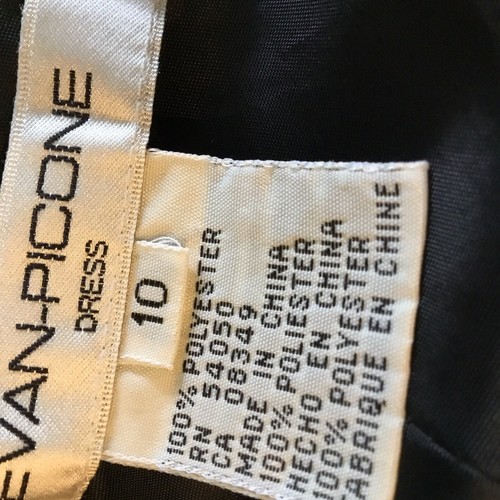 EVAN-PICONE
DRESS
10
100% POLYESTER
RN 54050
CA 08349
MADE IN CHINA
100% POLIESTER
HECHO EN CHINA
100% POLYESTER
FABRIQUE EN CHINE